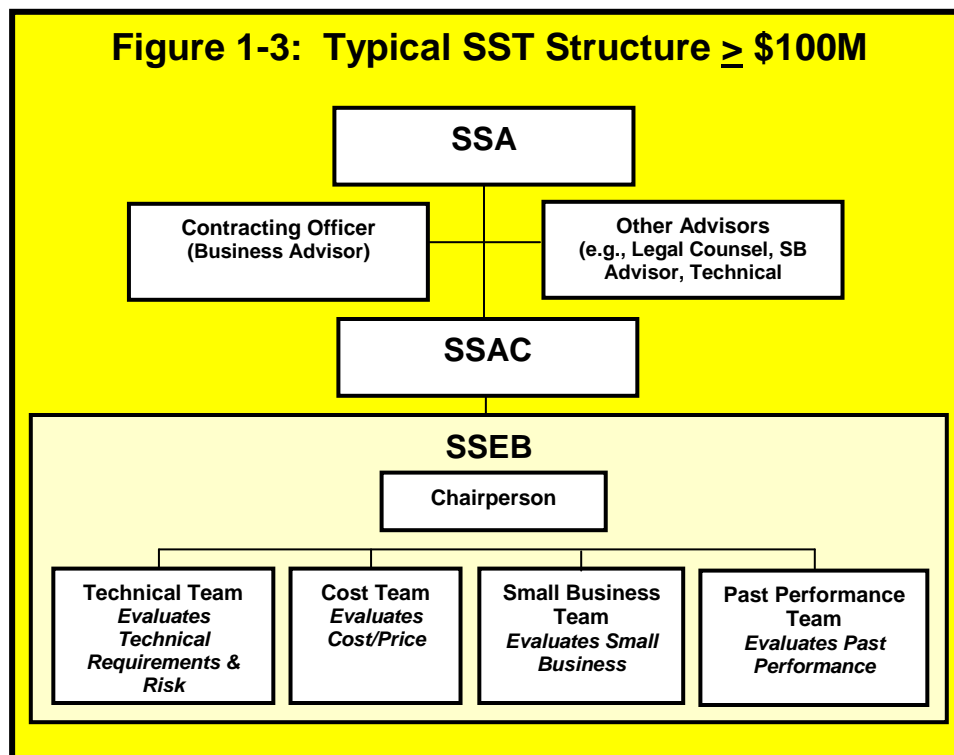 Figure 1-3: Typical SST Structure ≥ $100M
SSA
Contracting Officer
(Business Advisor)
Other Advisors
(e.g., Legal Counsel, SB
Advisor, Technical
SSAC
SSEB
Chairperson
Technical Team
Evaluates
Technical
Requirements &
Risk
Cost Team
Evaluates
Cost/Price
Small Business
Team
Evaluates Small
Business
Past Performance
Team
Evaluates Past
Performance